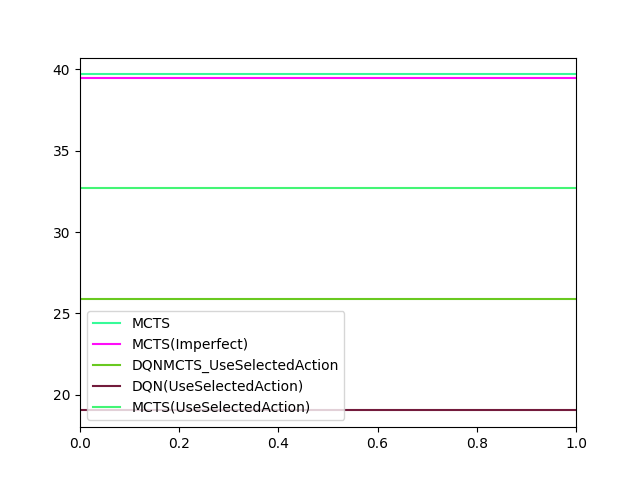 40
35
30
25
20
MCTS
MCTS(Imperfect)
DQNMCTS_UseSelectedAction
DQN(UseSelectedAction)
MCTS(UseSelectedAction)
0.0 0.2 0.4 0.6 0.8 1.0